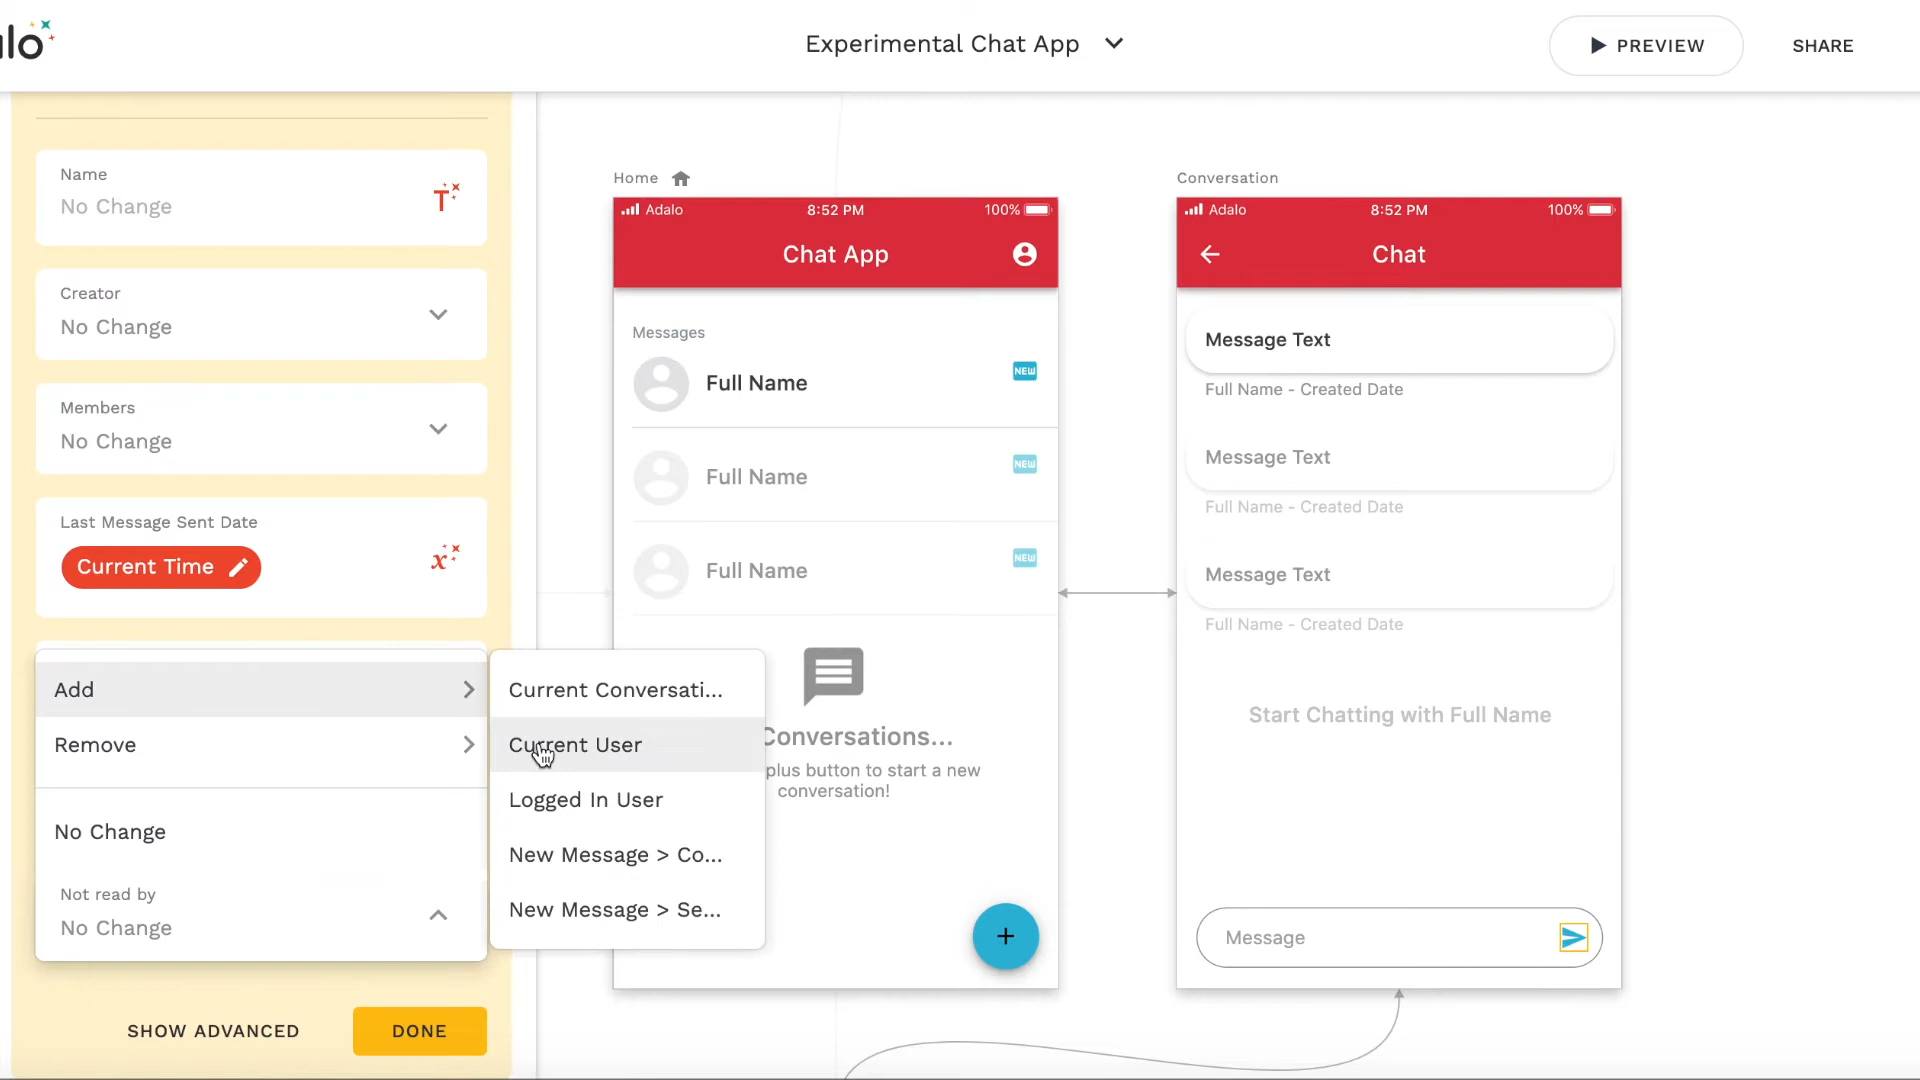 alo
Experimental Chat App
PREVIEW
SHARE
Name
No Change
Creator
No Change
Members
No Change
Last Message Sent Date
Current Time
x
Add
Remove
No Change
Not read by
No Change
SHOW ADVANCED
DONE
Current Conversati...
Current User
Logged In User
New Message > Co...
New Message > Se...
Home
Adalo
8:52 PM
100%
Chat App
Messages
Full Name
NEW
Full Name
NEW
Full Name
NEW
Conversations...
plus button to start a new
conversation!
+
Conversation
Adalo
8:52 PM
100%
Chat
Message Text
Full Name - Created Date
Message Text
Full Name - Created Date
Message Text
Full Name - Created Date
Start Chatting with Full Name
Message